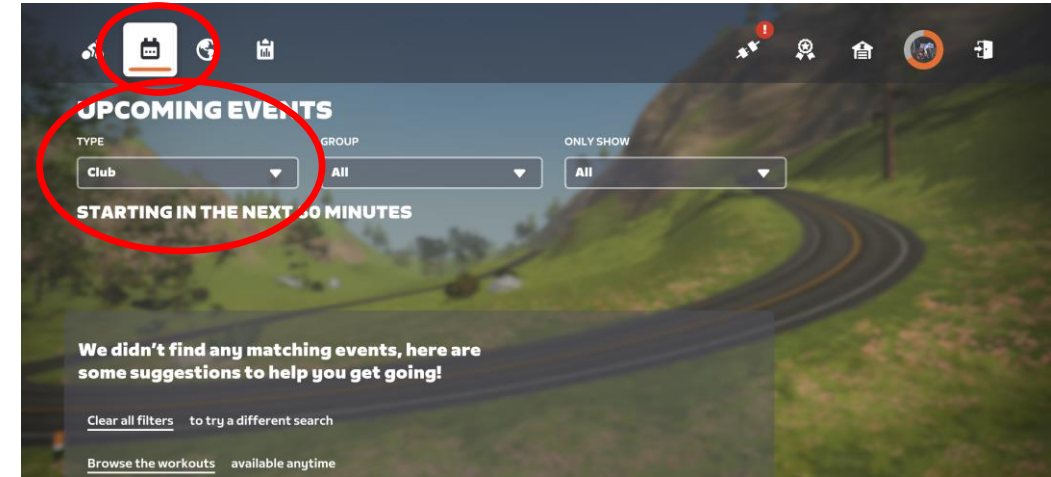 !
UPCOMING EVENTS
TYPE
GROUP
ONLY SHOW
Club
All
All
STARTING IN THE NEXT 60 MINUTES
We didn't find any matching events, here are
some suggestions to help you get going!
Clear all filters to try a different search
Browse the workouts available anytime